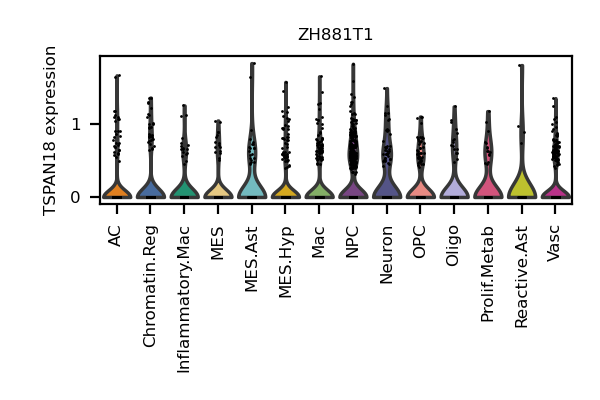 ZH881T1
TSPAN18 expression
1
0
AC
Chromatin.Reg
Inflammatory.Mac
MES
MES.Ast
MES.Hyp
Mac
NPC
Neuron
OPC
Oligo
Prolif.Metab
Reactive.Ast
Vasc